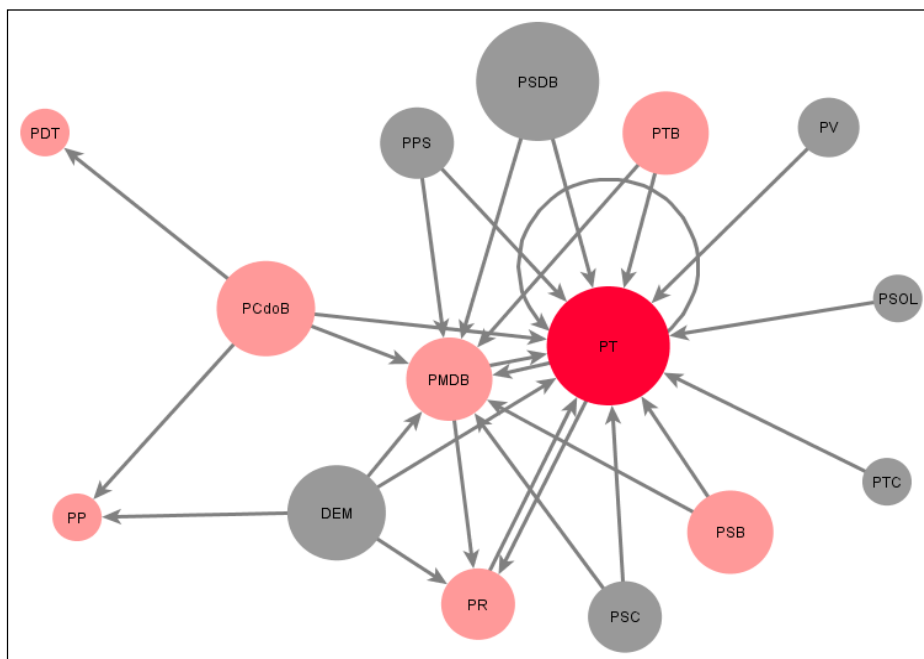 PSDB
PDT
PPS
PTB
PV
PCdoB
PSOL
PT
PMDB
PTC
PP
DEM
PSB
PR
PSC